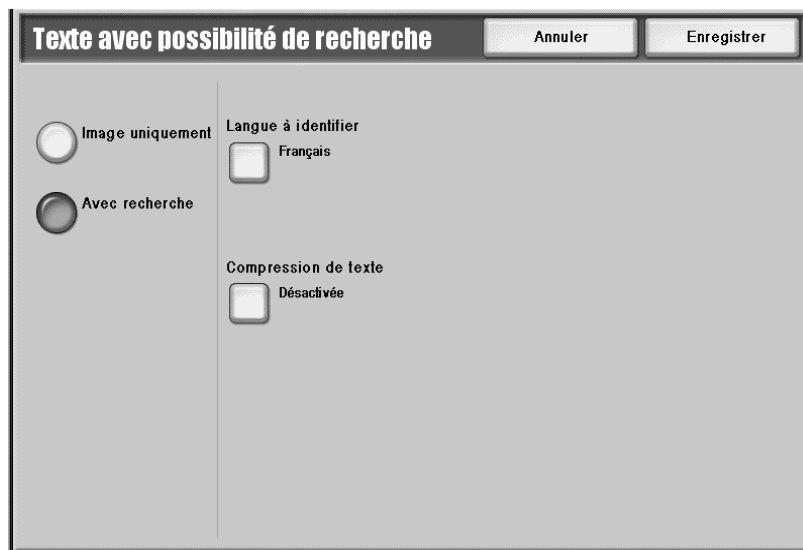 Texte avec possibilité de recherche
Annuler
Enregistrer
Image uniquement
Avec recherche
Langue à identifier
Français
Compression de texte
Désactivée